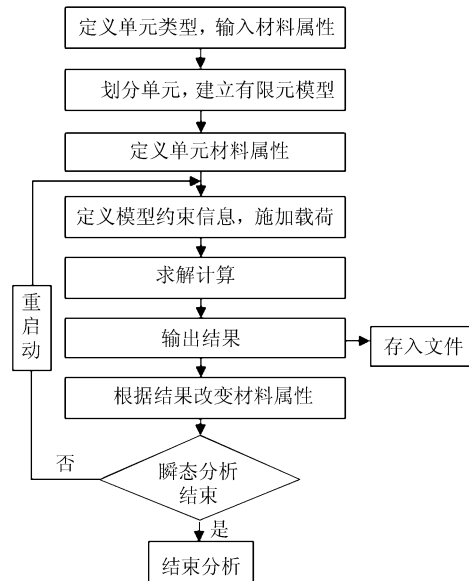 定义单元类型，输入材料属性
划分单元，建立有限元模型
定义单元材料属性
定义模型约束信息，施加载荷
求解计算
重启动
输出结果
存入文件
根据结果改变材料属性
否
瞬态分析
结束
是
结束分析